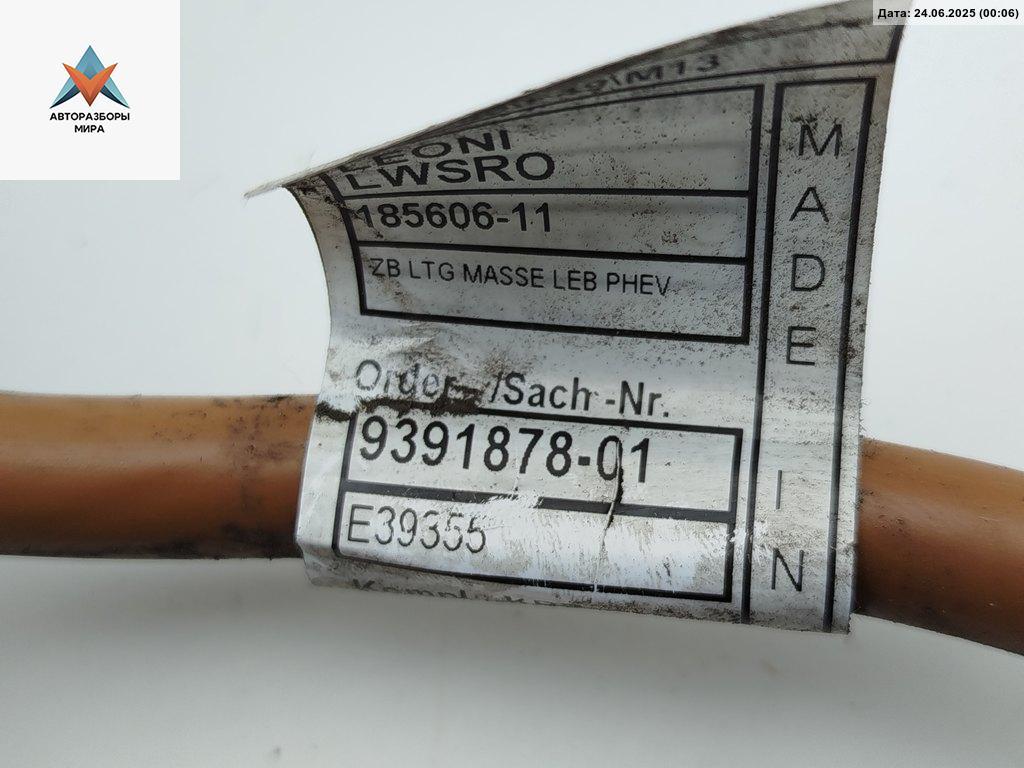 Дата: 24.06.2025 (00:06)
АВТОРАЗБОРЫ
МИРА
LEONI
LWSRO
185606-11
ZB LTG MASSE LEB PHEV
Order- /Sach -Nr.
9391878-01
E39355
MADE IN